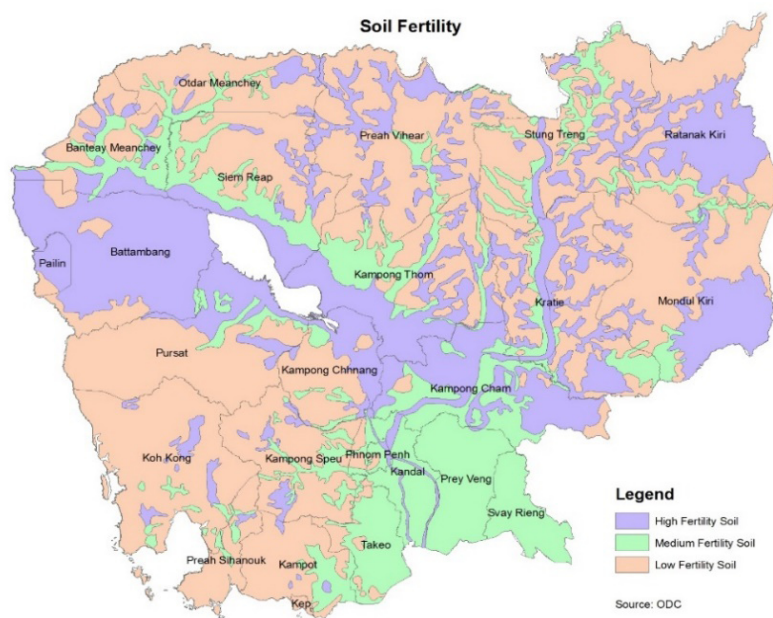 Soil Fertility
Otdar Meanchey
Banteay Meanchey
Preah Vihear
Stung Treng
Ratanak Kiri
Siem Reap
Battambang
Pailin
Kampong Thom
Kratie
Mondul Kiri
Pursat
Kampong Chhnang
Kampong Cham
Koh Kong
Kampong Speu
Phnom Penh
Kandal
Prey Veng
Svay Rieng
Takeo
Preah Sihanouk
Kampot
Kep
Legend
High Fertility Soil
Medium Fertility Soil
Low Fertility Soil
Source: ODC